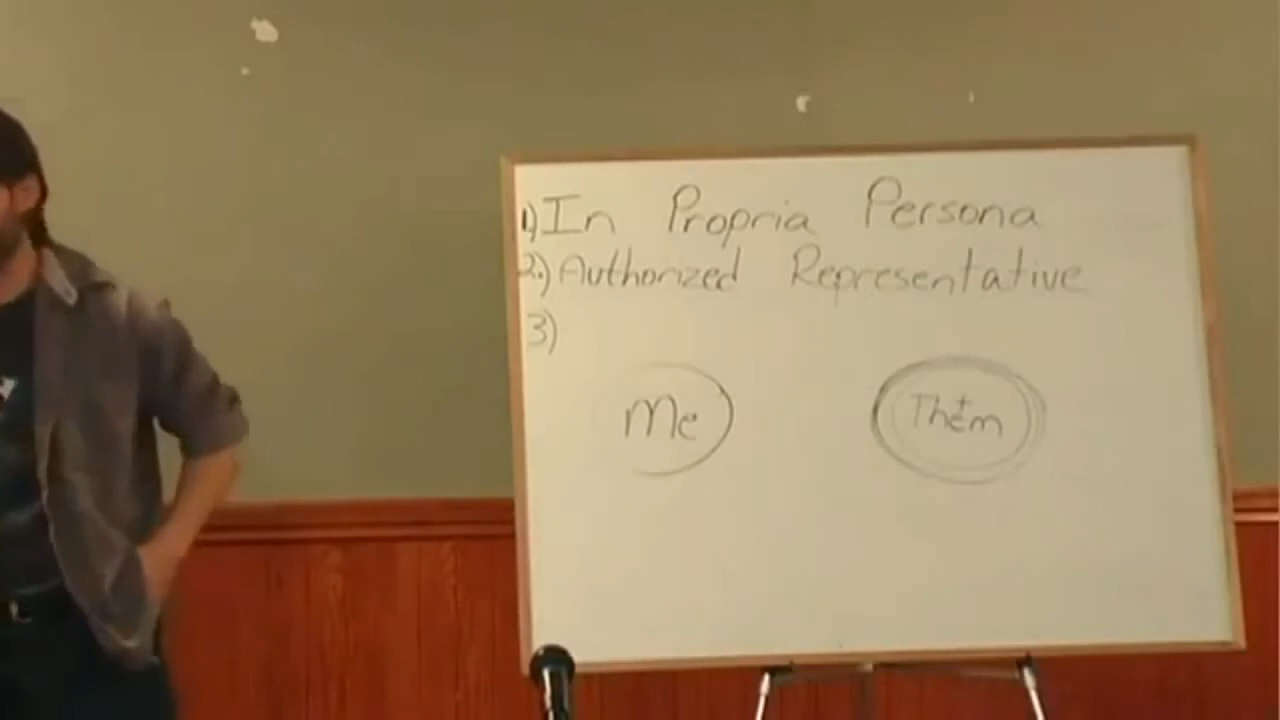 1) In Propria Persona
2.) Authorized Representative
3)
Me Them